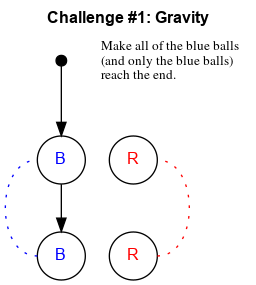 Challenge #1: Gravity
Make all of the blue balls
(and only the blue balls)
reach the end.
B R
B R